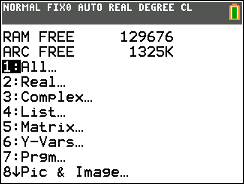 NORMAL FIX0 AUTO REAL DEGREE CL
RAM FREE 129676
ARC FREE 1325K
1:All…
2:Real…
3:Complex…
4:List…
5:Matrix…
6:Y-Vars…
7:Prgm…
8↓Pic & Image…